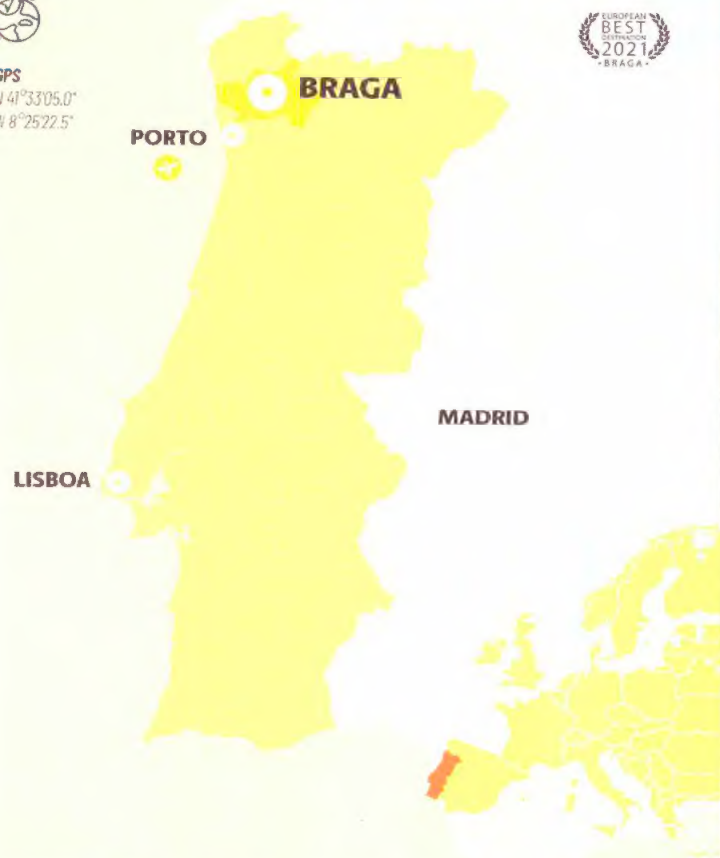 GPS
N 41°33'05.0"
W 8°25'22.5"
EUROPEAN
BEST
DESTINATION
2021
• BRAGA •
BRAGA
PORTO
MADRID
LISBOA